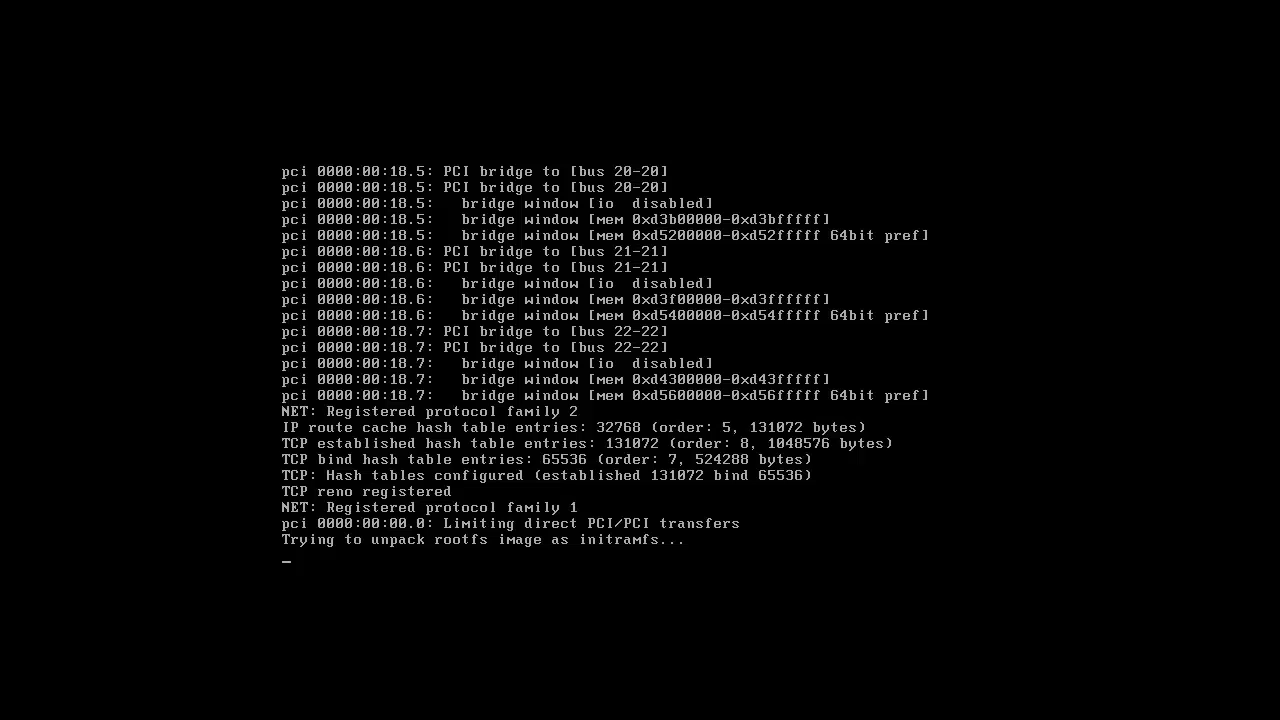 pci 0000:00:18.5: PCI bridge to [bus 20-20]
pci 0000:00:18.5: PCI bridge to [bus 20-20]
pci 0000:00:18.5:   bridge window [io  disabled]
pci 0000:00:18.5:   bridge window [mem 0xd3b00000-0xd3bfffff]
pci 0000:00:18.5:   bridge window [mem 0xd5200000-0xd52fffff 64bit pref]
pci 0000:00:18.6: PCI bridge to [bus 21-21]
pci 0000:00:18.6: PCI bridge to [bus 21-21]
pci 0000:00:18.6:   bridge window [io  disabled]
pci 0000:00:18.6:   bridge window [mem 0xd3f00000-0xd3ffffff]
pci 0000:00:18.6:   bridge window [mem 0xd5400000-0xd54fffff 64bit pref]
pci 0000:00:18.7: PCI bridge to [bus 22-22]
pci 0000:00:18.7: PCI bridge to [bus 22-22]
pci 0000:00:18.7:   bridge window [io  disabled]
pci 0000:00:18.7:   bridge window [mem 0xd4300000-0xd43fffff]
pci 0000:00:18.7:   bridge window [mem 0xd5600000-0xd56fffff 64bit pref]
NET: Registered protocol family 2
IP route cache hash table entries: 32768 (order: 5, 131072 bytes)
TCP established hash table entries: 131072 (order: 8, 1048576 bytes)
TCP bind hash table entries: 65536 (order: 7, 524288 bytes)
TCP: Hash tables configured (established 131072 bind 65536)
TCP reno registered
NET: Registered protocol family 1
pci 0000:00:00.0: Limiting direct PCI/PCI transfers
Trying to unpack rootfs image as initramfs...
_